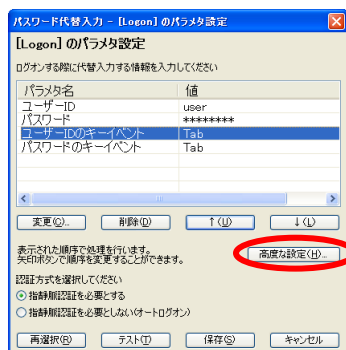 パスワード代替入力 - [Logon] のパラメタ設定
[Logon] のパラメタ設定
ログオンする際に代替入力する情報を入力してください
パラメタ名 値
ユーザーID user
パスワード ********
ユーザーIDのキーイベント Tab
パスワードのキーイベント Tab
変更(C)... 削除(D) ↑(U) ↓(L)
表示された順序で処理を行います。
矢印ボタンで順序を変更することができます。
高度な設定(H)...
認証方式を選択してください
指静脈認証を必要とする
指静脈認証を必要としない(オートログオン)
再選択(R) テスト(T) 保存(S) キャンセル